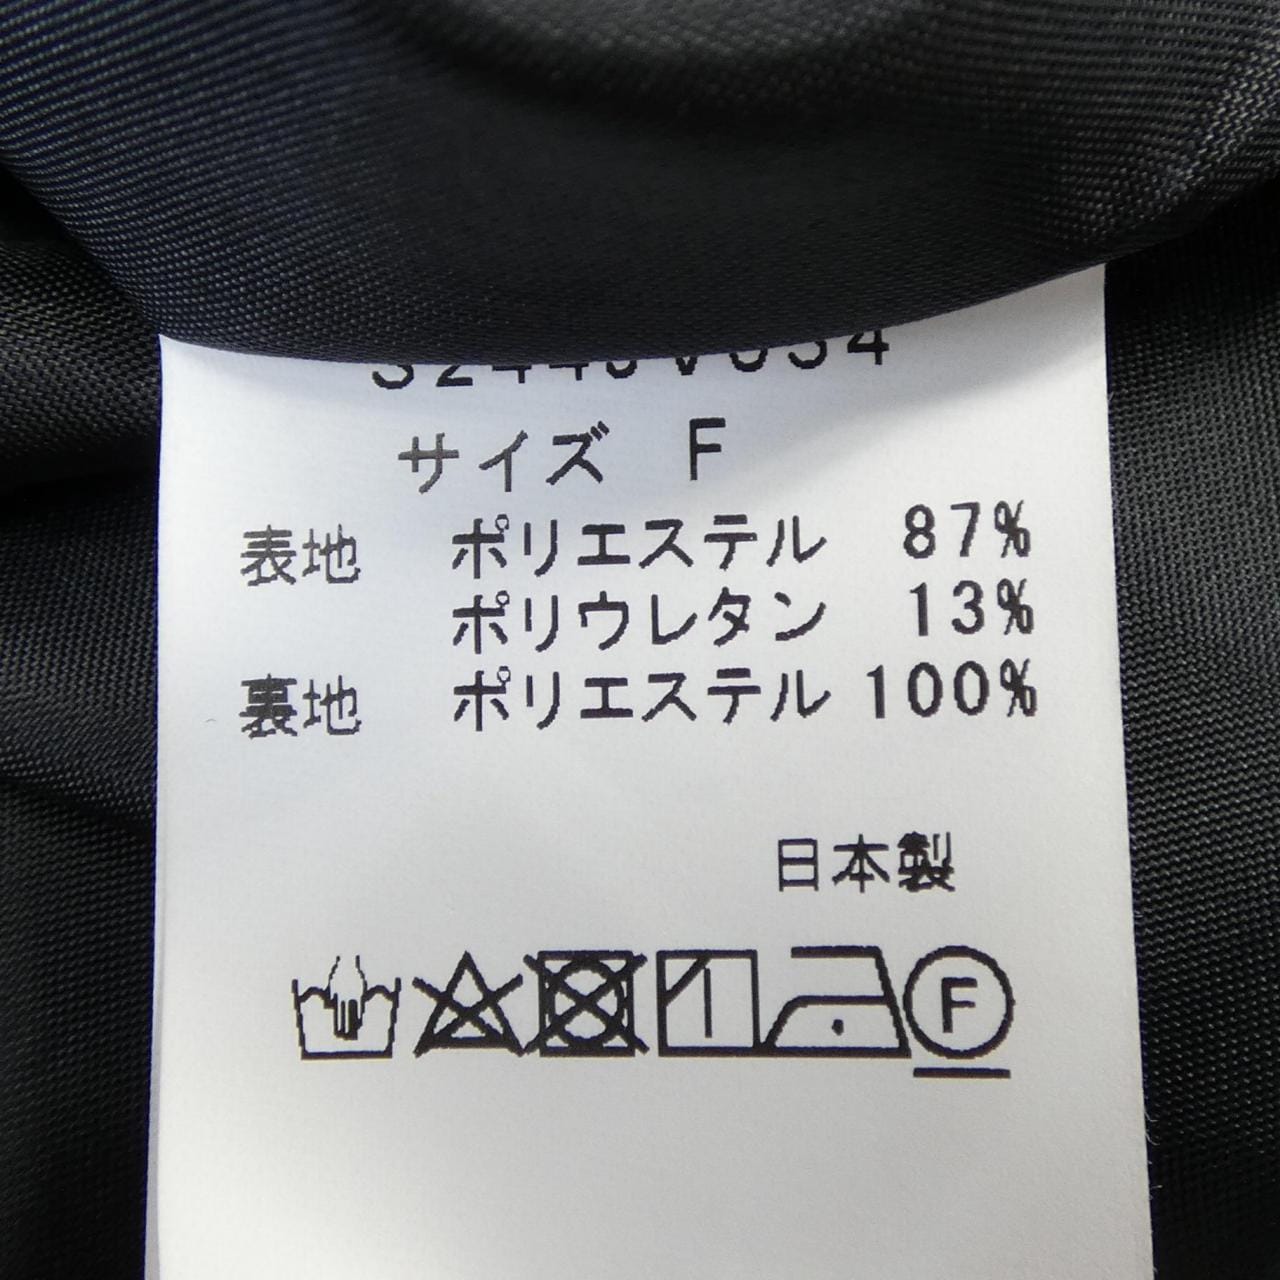 サイズ F
表地 ポリエステル 87%
ポリウレタン 13%
裏地 ポリエステル 100%
日本製
F